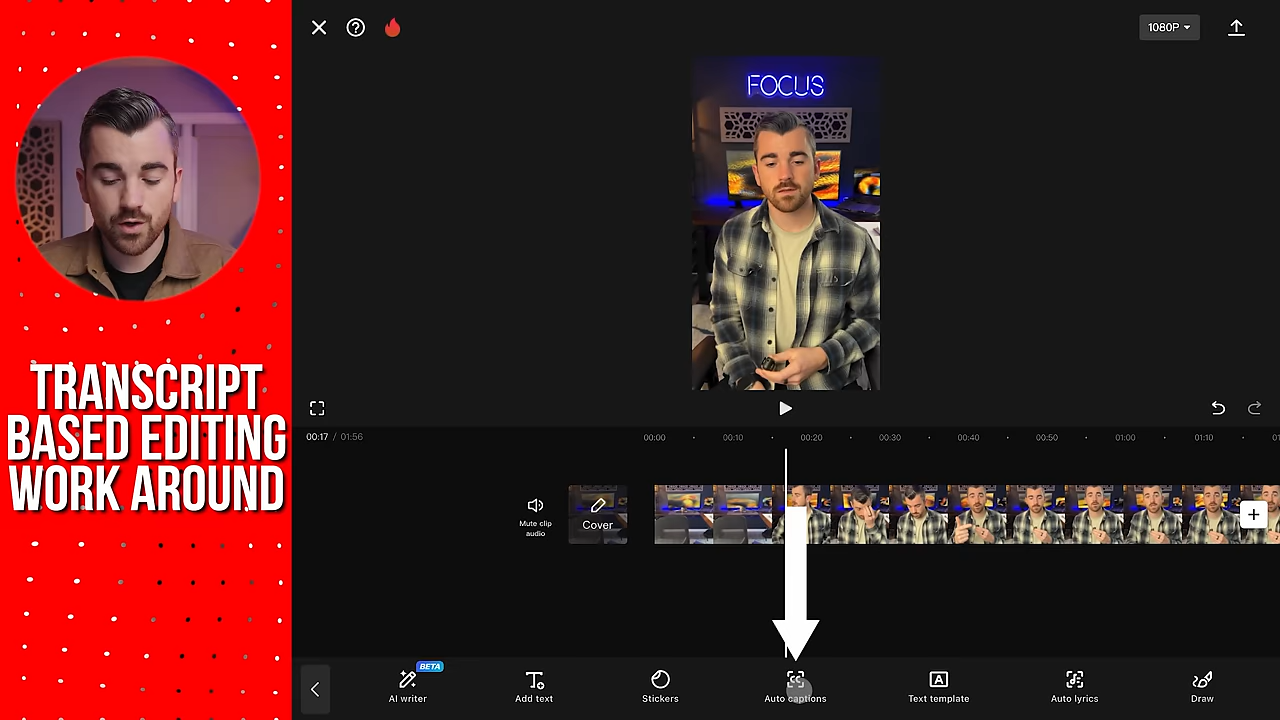 TRANSCRIPT
BASED EDITING
WORK AROUND
1080P
FOCUS
00:17 / 01:56
00:00
00:10
00:20
00:30
00:40
00:50
01:00
01:10
Mute clip
audio
Cover
BETA
AI writer
Add text
Stickers
Auto captions
Text template
Auto lyrics
Draw